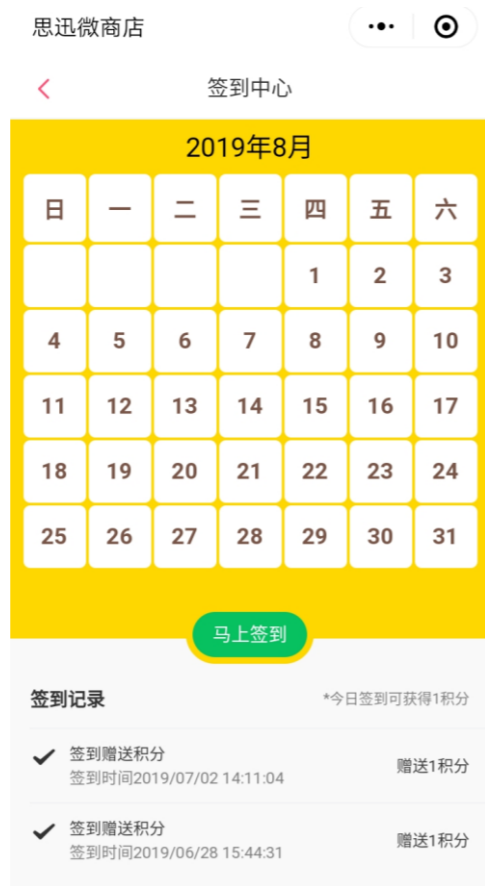 思迅微商店
签到中心
2019年8月
日 一 二 三 四 五 六
1 2 3
4 5 6 7 8 9 10
11 12 13 14 15 16 17
18 19 20 21 22 23 24
25 26 27 28 29 30 31
马上签到
签到记录 *今日签到可获得1积分
签到赠送积分
签到时间2019/07/02 14:11:04 赠送1积分
签到赠送积分
签到时间2019/06/28 15:44:31 赠送1积分